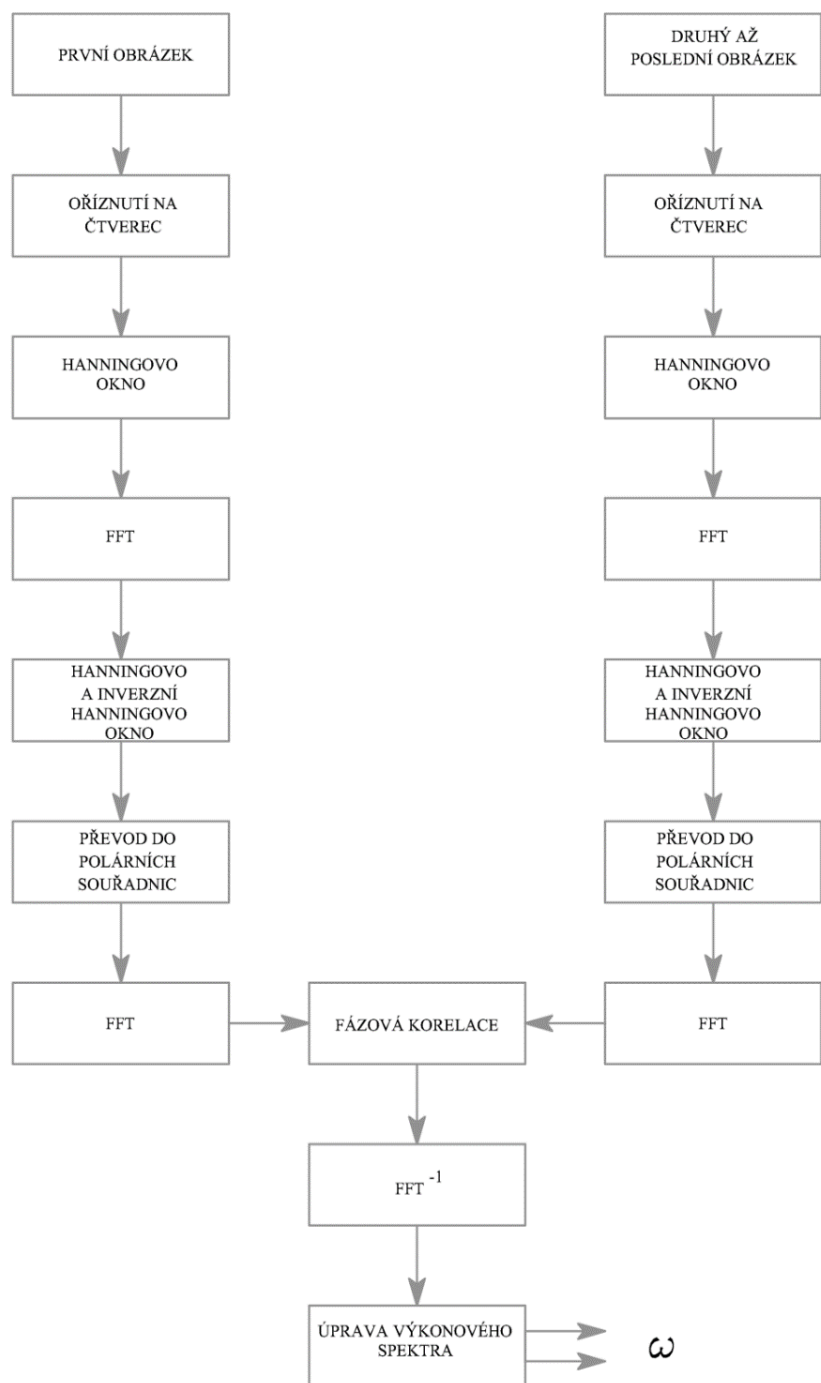 PRVNÍ OBRÁZEK
DRUHÝ AŽ
POSLEDNÍ OBRÁZEK
OŘÍZNUTÍ NA
ČTVEREC
OŘÍZNUTÍ NA
ČTVEREC
HANNINGOVO
OKNO
HANNINGOVO
OKNO
FFT
FFT
HANNINGOVO
A INVERZNÍ
HANNINGOVO
OKNO
HANNINGOVO
A INVERZNÍ
HANNINGOVO
OKNO
PŘEVOD DO
POLÁRNÍCH
SOUŘADNIC
PŘEVOD DO
POLÁRNÍCH
SOUŘADNIC
FFT
FÁZOVÁ KORELACE
FFT
FFT -1
ÚPRAVA VÝKONOVÉHO
SPEKTRA
ω